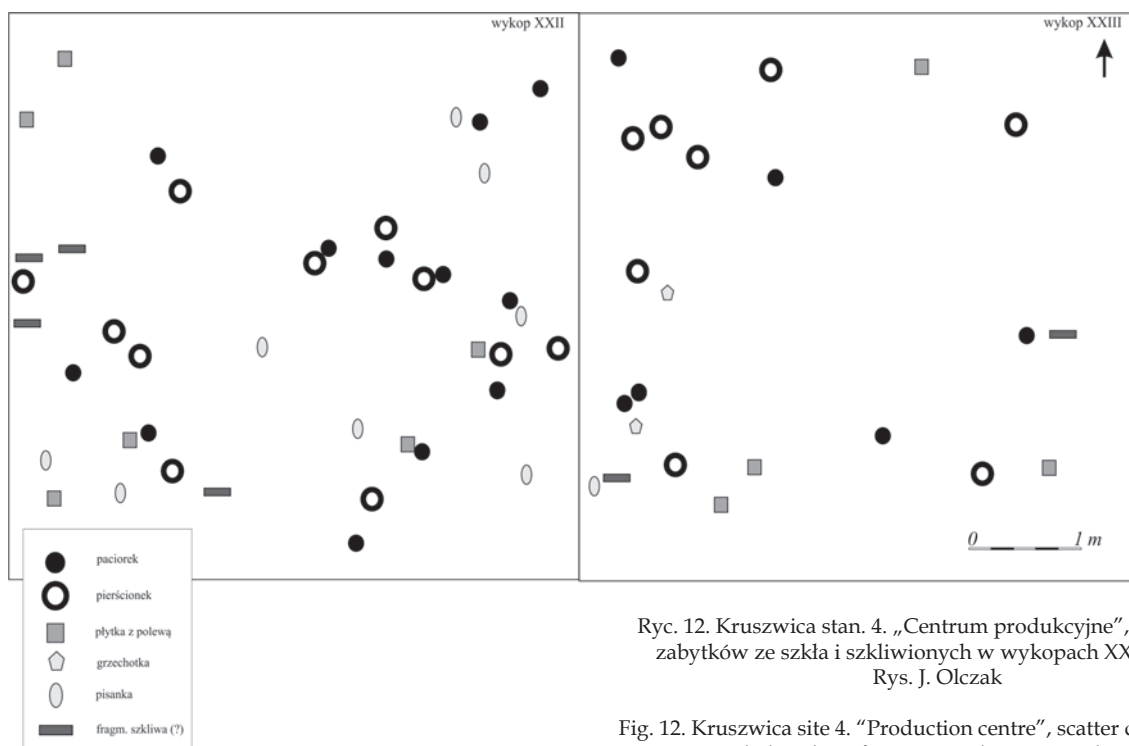 wykop XXII
wykop XXIII
0 1 m
paciorek
pierścionek
płytka z polewą
grzechotka
pisanka
fragm. szkliwa (?)
Ryc. 12. Kruszwica stan. 4. „Centrum produkcyjne”,
zabytków ze szkła i szkliwionych w wykopach
Rys. J. Olczak
Fig. 12. Kruszwica site 4. “Production centre”, scatter